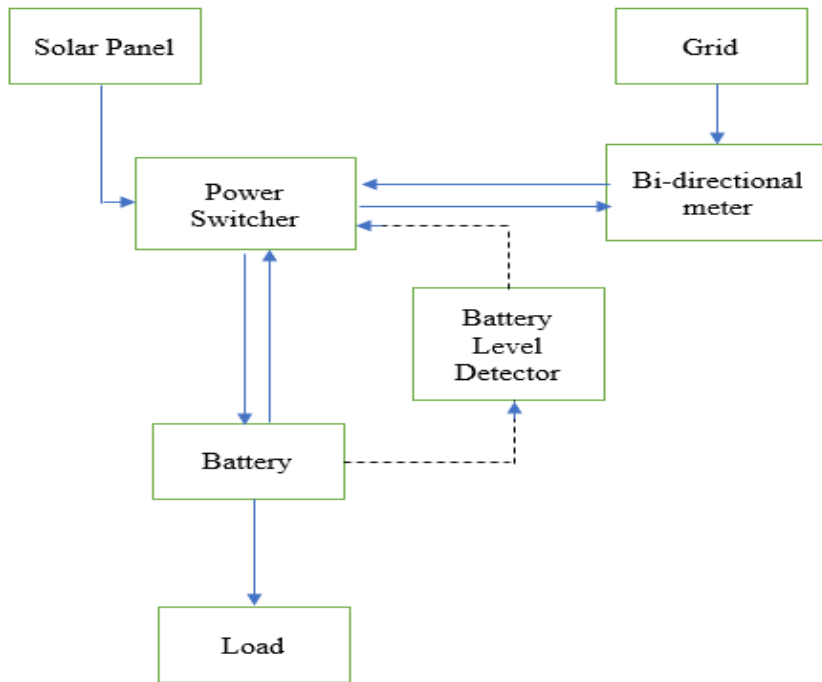 Solar Panel
Grid
Power
Switcher
Bi-directional
meter
Battery
Level
Detector
Battery
Load